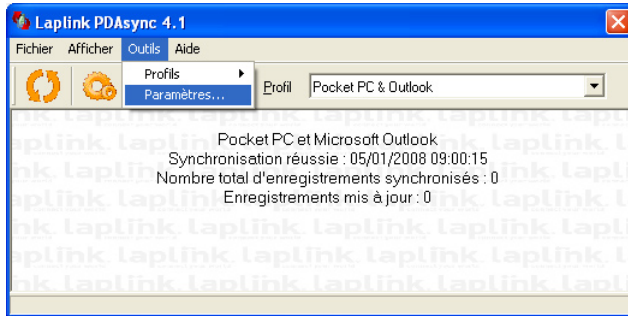 Laplink PDAsync 4.1
Fichier Afficher Outils Aide
Profils
Paramètres...
Profil Pocket PC & Outlook
Pocket PC et Microsoft Outlook
Synchronisation réussie : 05/01/2008 09:00:15
Nombre total d'enregistrements synchronisés : 0
Enregistrements mis à jour : 0